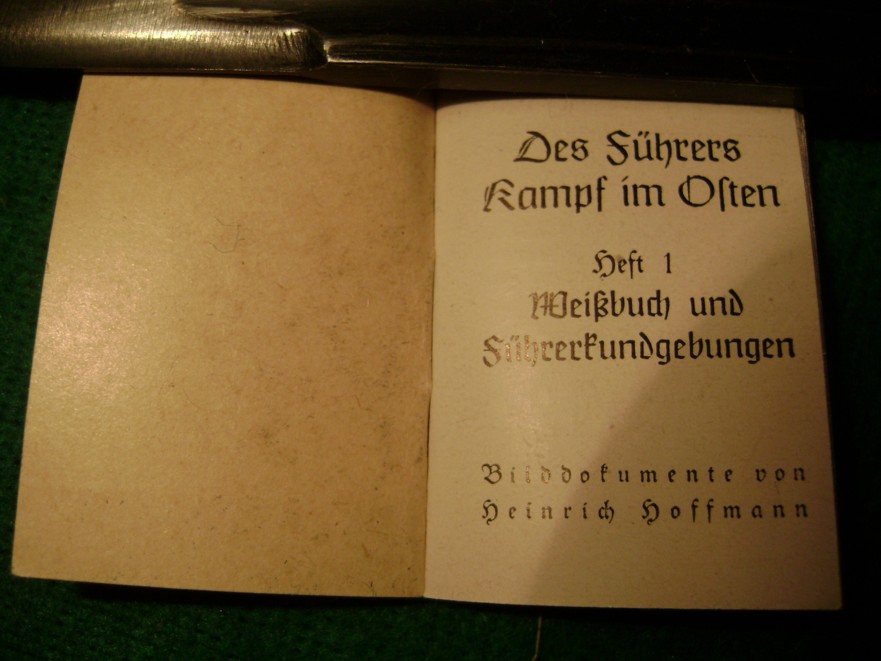 Des Führers
Kampf im Oſten
Heft 1
Weißbuch und
Führerkundgebungen
Bilddokumente von
Heinrich Hoffmann